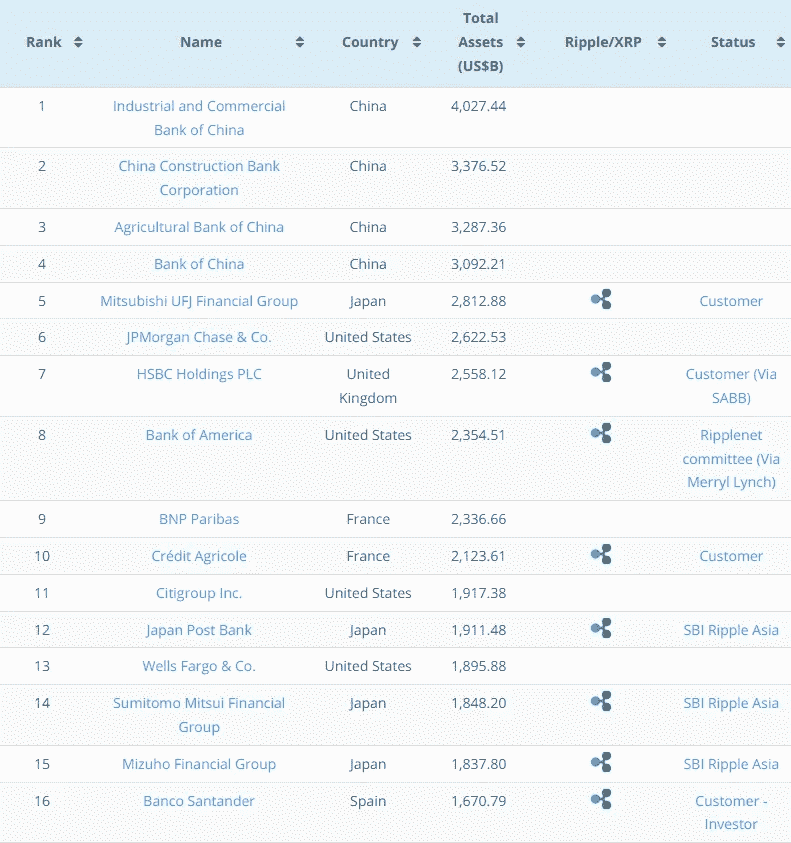 Rank Name Country Total Assets (US$B) Ripple/XRP Status
1 Industrial and Commercial Bank of China China 4,027.44
2 China Construction Bank Corporation China 3,376.52
3 Agricultural Bank of China China 3,287.36
4 Bank of China China 3,092.21
5 Mitsubishi UFJ Financial Group Japan 2,812.88 Customer
6 JPMorgan Chase & Co. United States 2,622.53
7 HSBC Holdings PLC United Kingdom 2,558.12 Customer (Via SABB)
8 Bank of America United States 2,354.51 Ripplenet committee (Via Merryl Lynch)
9 BNP Paribas France 2,336.66
10 Crédit Agricole France 2,123.61 Customer
11 Citigroup Inc. United States 1,917.38
12 Japan Post Bank Japan 1,911.48 SBI Ripple Asia
13 Wells Fargo & Co. United States 1,895.88
14 Sumitomo Mitsui Financial Group Japan 1,848.20 SBI Ripple Asia
15 Mizuho Financial Group Japan 1,837.80 SBI Ripple Asia
16 Banco Santander Spain 1,670.79 Customer - Investor